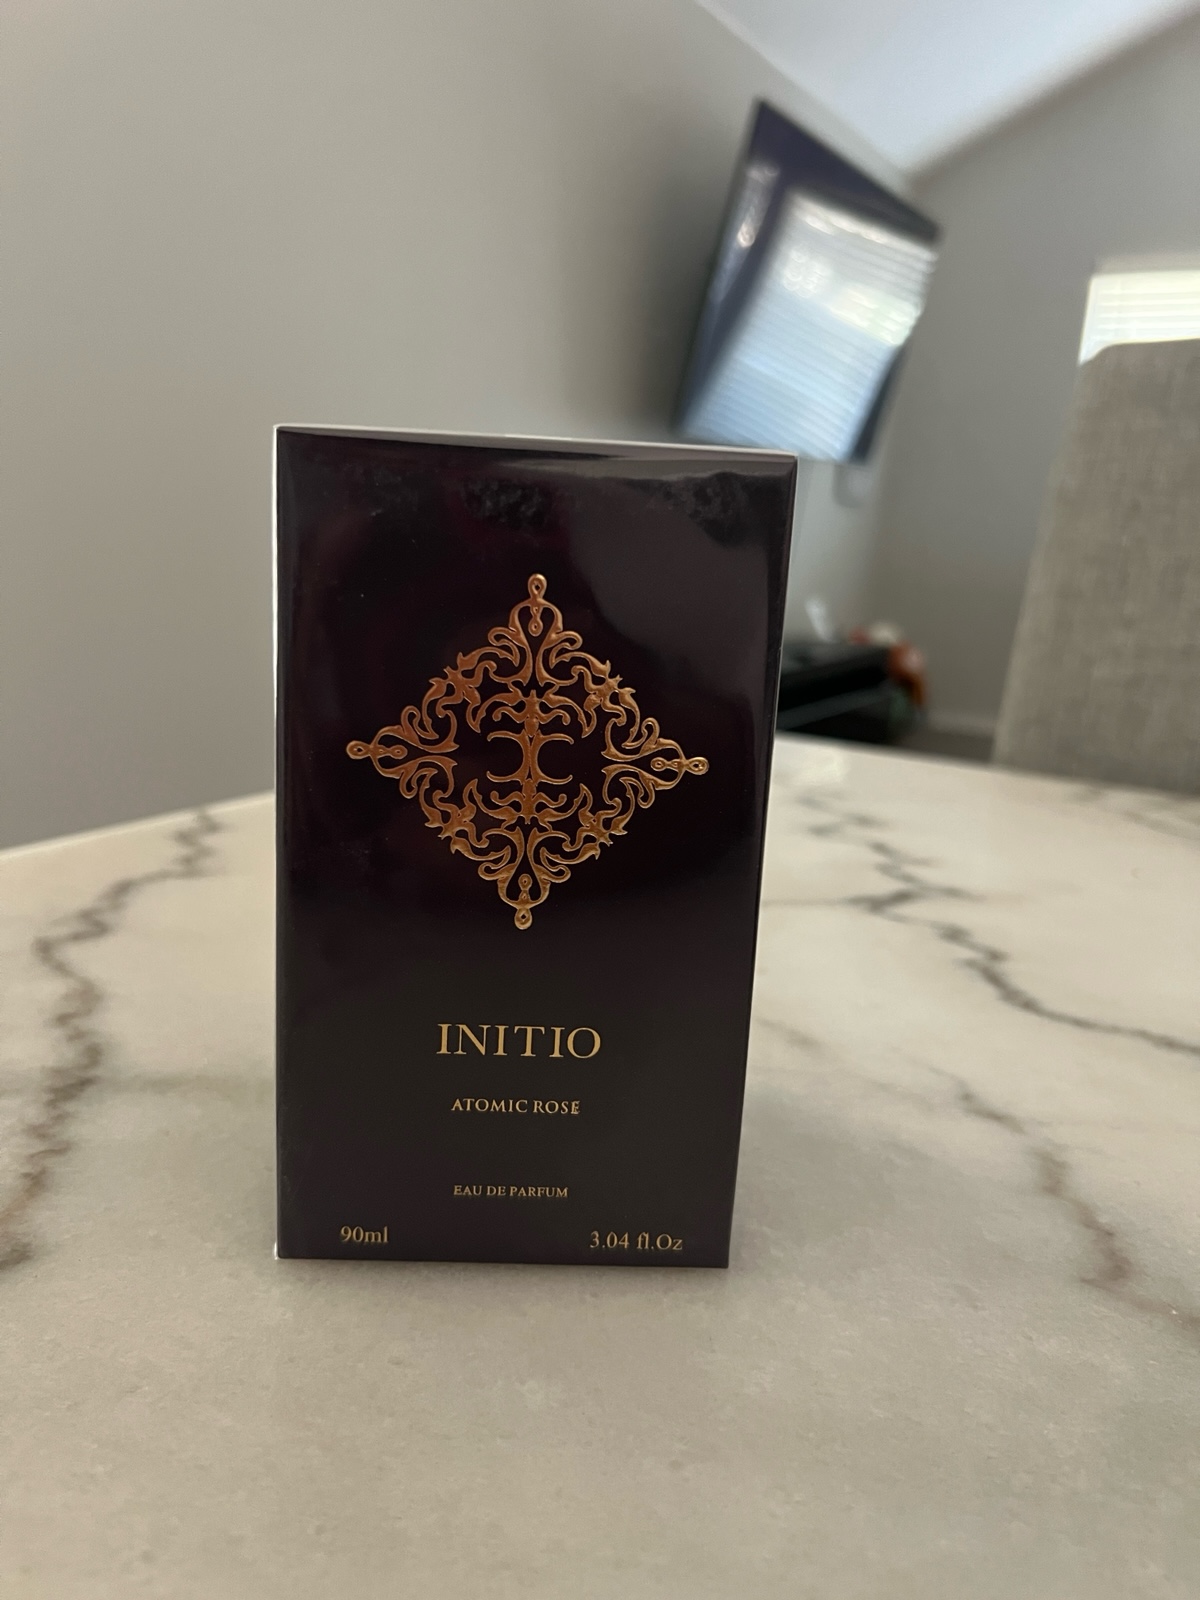 INITIO
ATOMIC ROSE
EAU DE PARFUM
90ml 3.04 fl.Oz